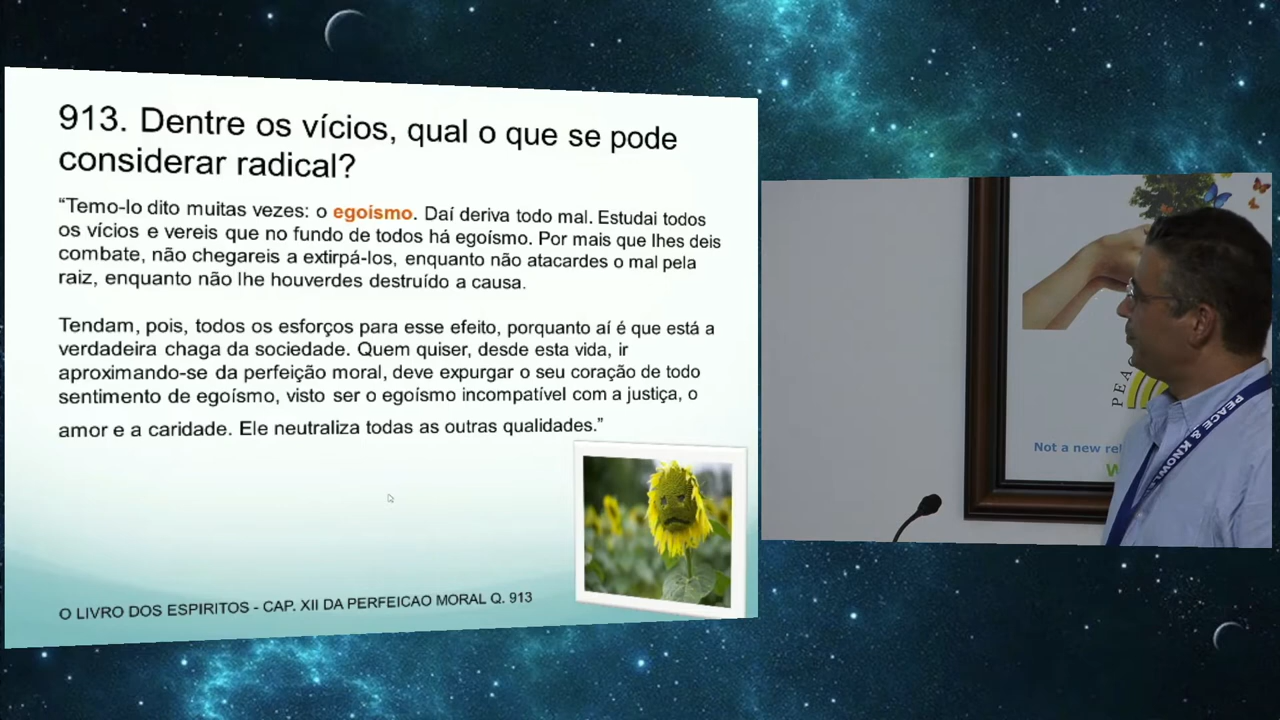 913. Dentre os vícios, qual o que se pode
considerar radical?
“Temo-lo dito muitas vezes: o egoísmo. Daí deriva todo mal. Estudai todos
os vícios e vereis que no fundo de todos há egoísmo. Por mais que lhes deis
combate, não chegareis a extirpá-los, enquanto não atacardes o mal pela
raiz, enquanto não lhe houverdes destruído a causa.
Tendam, pois, todos os esforços para esse efeito, porquanto aí é que está a
verdadeira chaga da sociedade. Quem quiser, desde esta vida, ir
aproximando-se da perfeição moral, deve expurgar o seu coração de todo
sentimento de egoísmo, visto ser o egoísmo incompatível com a justiça, o
amor e a caridade. Ele neutraliza todas as outras qualidades.”
O LIVRO DOS ESPIRITOS - CAP. XII DA PERFEICAO MORAL Q. 913
Not a new
PEACE &